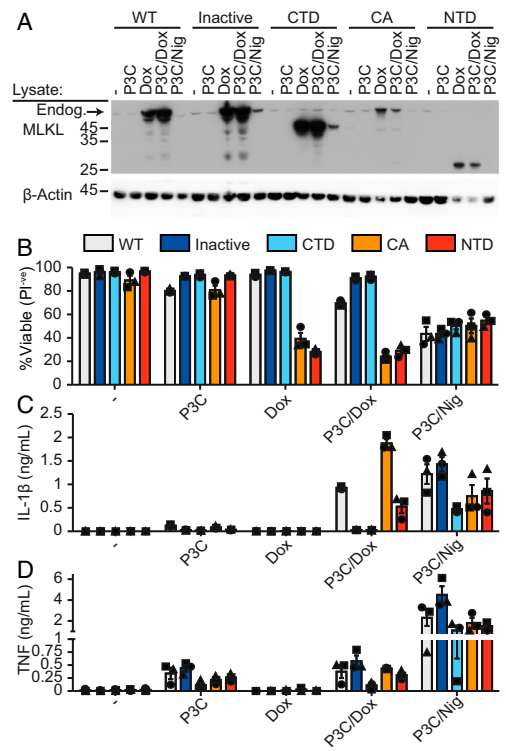 A
WT Inactive CTD CA NTD
Lysate: - P3C Dox P3C/Dox P3C/Nig - P3C Dox P3C/Dox P3C/Nig - P3C Dox P3C/Dox P3C/Nig - P3C Dox P3C/Dox P3C/Nig - P3C Dox P3C/Dox P3C/Nig
Endog.
MLKL 45
35
25
β-Actin 45
B WT Inactive CTD CA NTD
% Viable (PI-ve)
100
80
60
40
20
0
- P3C Dox P3C/Dox P3C/Nig
C
IL-1β (ng/mL)
2.5
2
1.5
1
0.5
0
- P3C Dox P3C/Dox P3C/Nig
D
TNF (ng/mL)
6
4
2
1
0.75
0.5
0.25
0
- P3C Dox P3C/Dox P3C/Nig